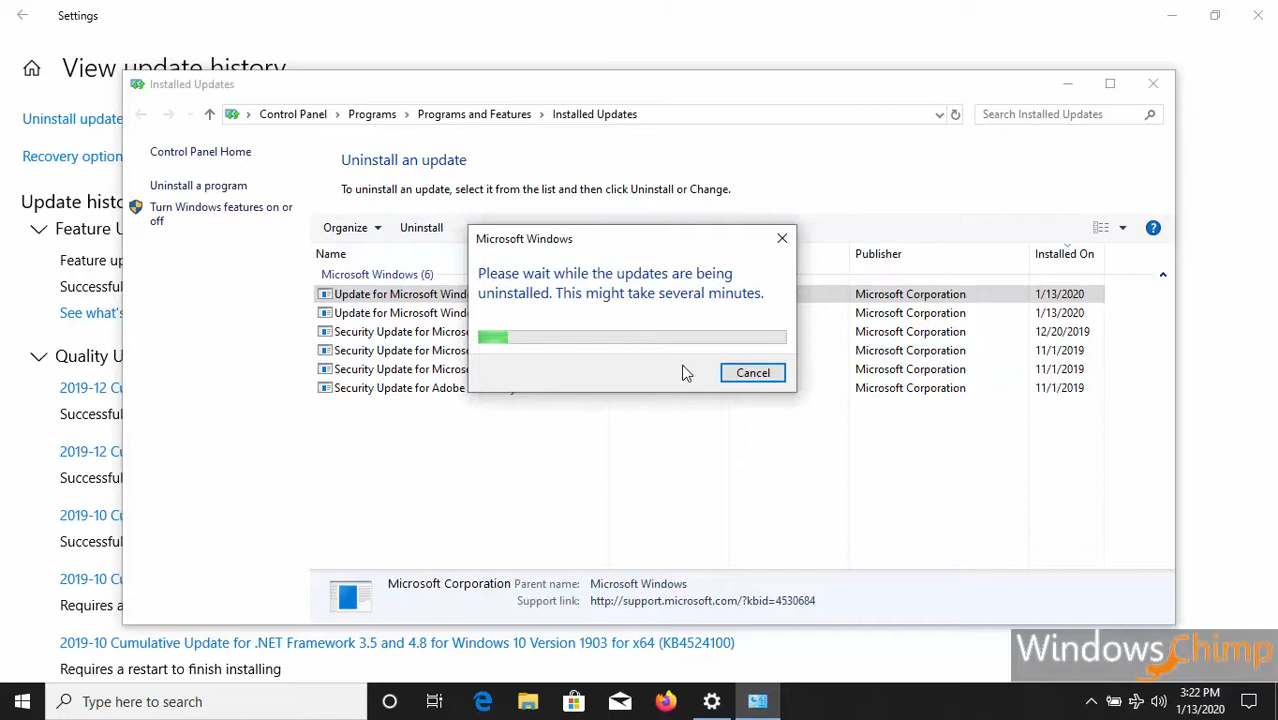 Settings
View update history
Installed Updates
Control Panel
Programs
Programs and Features
Installed Updates
Search Installed Updates
Uninstall update
Recovery option
Control Panel Home
Uninstall a program
Turn Windows features on or
off
Uninstall an update
To uninstall an update, select it from the list and then click Uninstall or Change.
Update histo
Feature U
Feature up
Successful
See what's
Quality U
2019-12 Cu
Successful
2019-12 Cu
Successful
2019-10 Cu
Successful
2019-10 Cu
Requires a
Organize
Uninstall
Name
Publisher
Installed On
Microsoft Windows (6)
Update for Microsoft Wind Microsoft Corporation 1/13/2020
Update for Microsoft Wind Microsoft Corporation 1/13/2020
Security Update for Micros Microsoft Corporation 12/20/2019
Security Update for Micros Microsoft Corporation 11/1/2019
Security Update for Micros Microsoft Corporation 11/1/2019
Security Update for Adobe Microsoft Corporation 11/1/2019
Microsoft Windows
Please wait while the updates are being
uninstalled. This might take several minutes.
Cancel
Microsoft Corporation Parent name: Microsoft Windows
Support link: http://support.microsoft.com/?kbid=4530684
2019-10 Cumulative Update for .NET Framework 3.5 and 4.8 for Windows 10 Version 1903 for x64 (KB4524100)
Requires a restart to finish installing
WindowsChimp
Type here to search
3:22 PM
1/13/2020